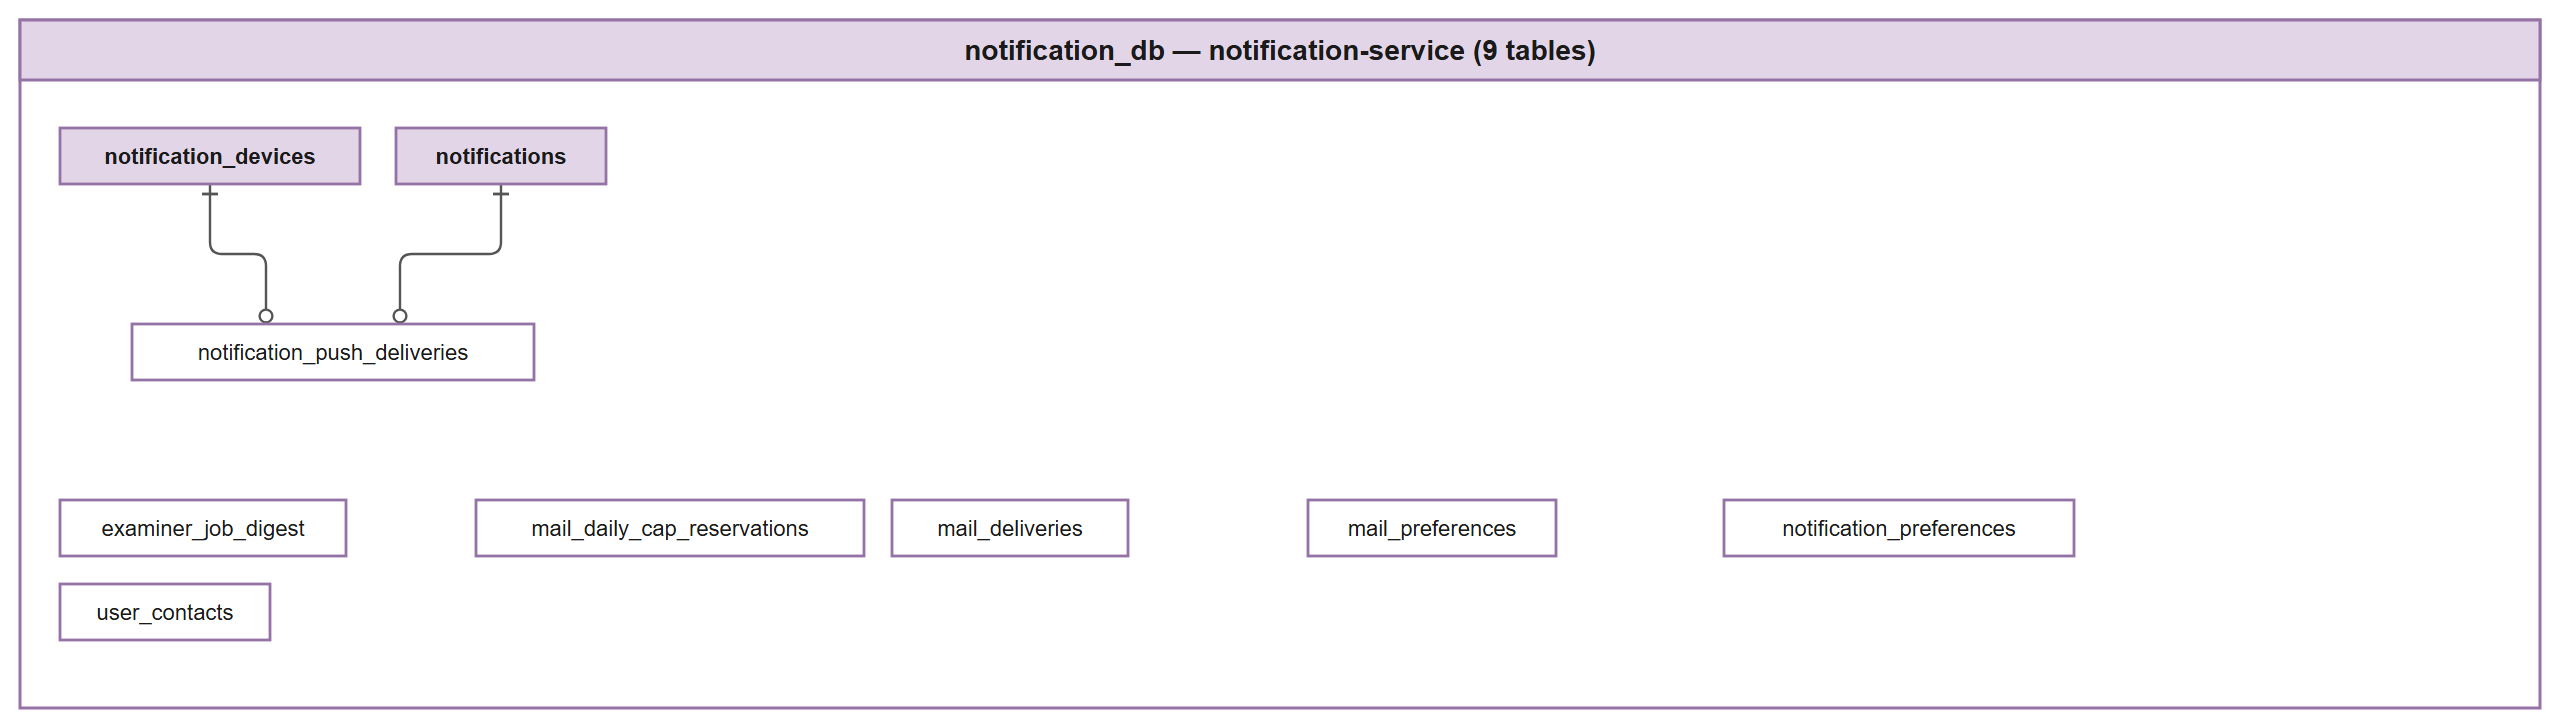 notification_db — notification-service (9 tables)
notification_devices
notifications
notification_push_deliveries
examiner_job_digest
mail_daily_cap_reservations
mail_deliveries
mail_preferences
notification_preferences
user_contacts